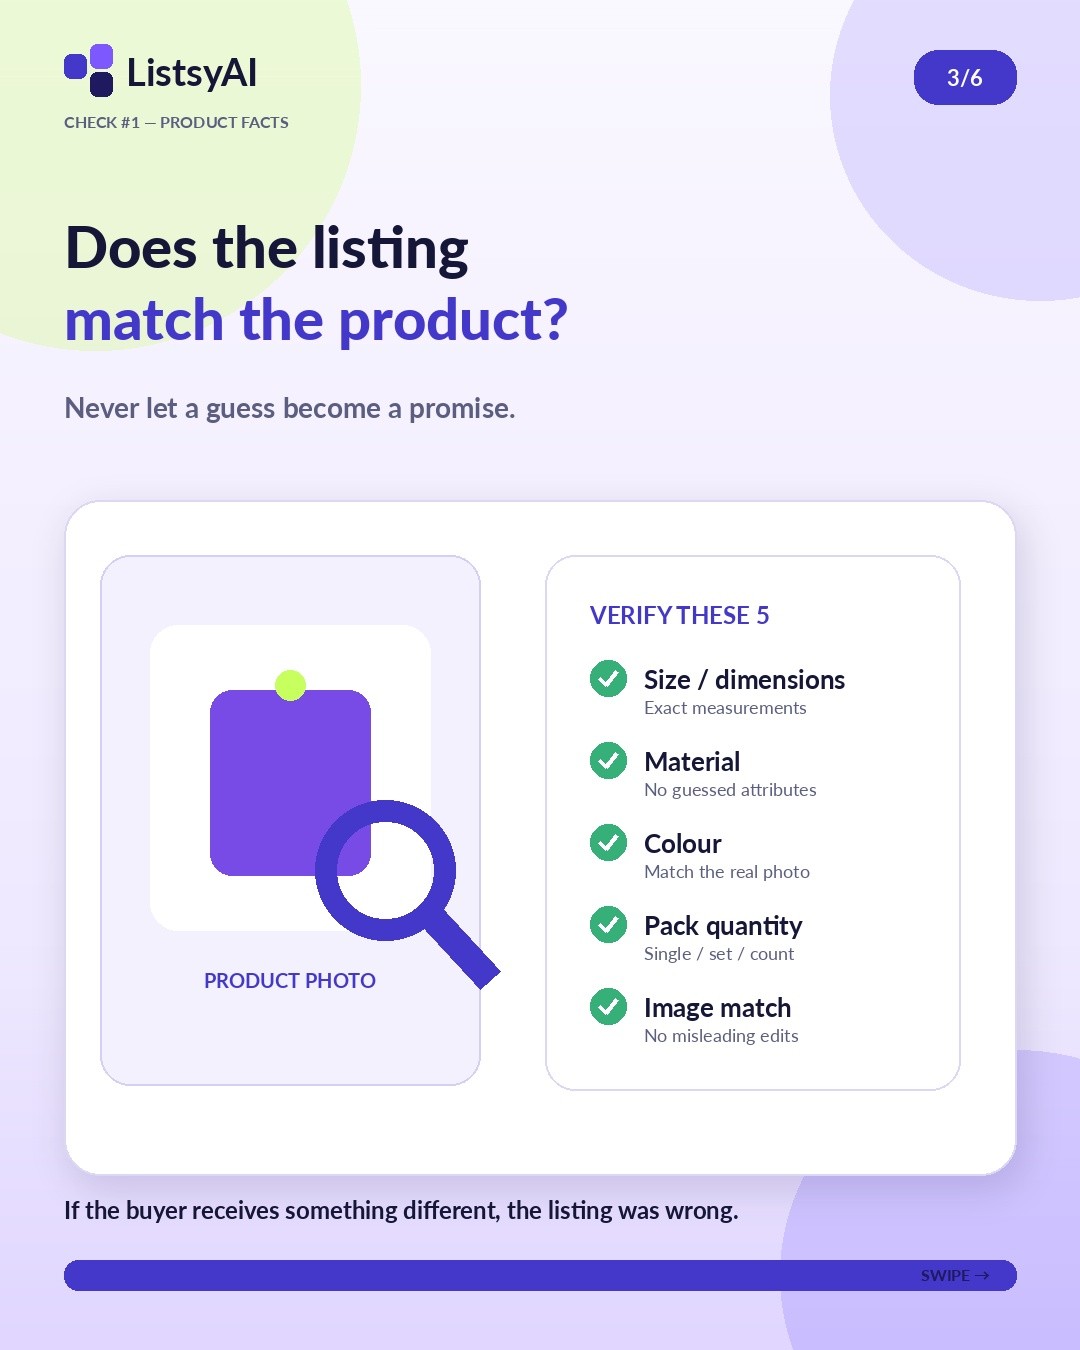 ListsyAI
3/6
CHECK #1 — PRODUCT FACTS
Does the listing
match the product?
Never let a guess become a promise.
PRODUCT PHOTO
VERIFY THESE 5
Size / dimensions
Exact measurements
Material
No guessed attributes
Colour
Match the real photo
Pack quantity
Single / set / count
Image match
No misleading edits
If the buyer receives something different, the listing was wrong.
SWIPE →